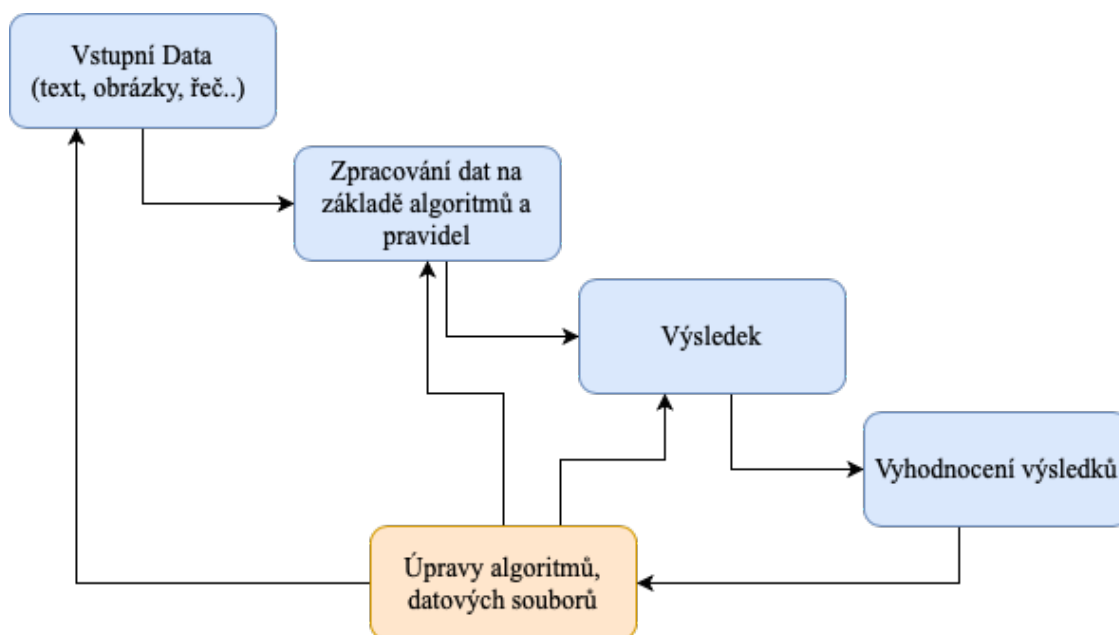 Vstupní Data
(text, obrázky, řeč..)
Zpracování dat na
základě algoritmů a
pravidel
Výsledek
Vyhodnocení výsledků
Úpravy algoritmů,
datových souborů